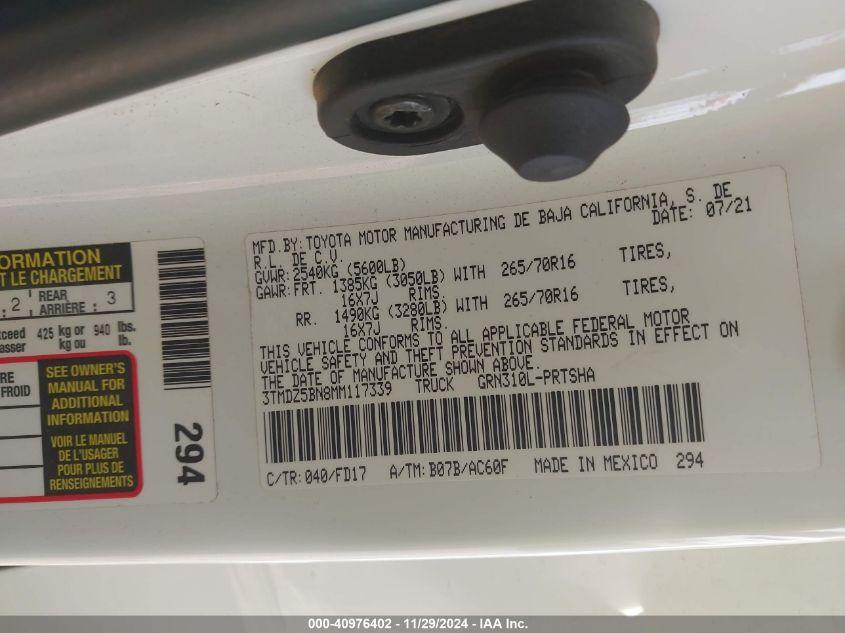 MFD.BY:TOYOTA MOTOR MANUFACTURING DE BAJA CALIFORNIA, S. DE
R.L. DE C.V.
DATE: 07/21
GVWR:2540KG (5600LB)
GAWR:FRT. 1385KG (3050LB) WITH 265/70R16 TIRES,
16X7J RIMS.
RR. 1490KG (3280LB) WITH 265/70R16 TIRES,
16X7J RIMS.
THIS VEHICLE CONFORMS TO ALL APPLICABLE FEDERAL MOTOR
VEHICLE SAFETY AND THEFT PREVENTION STANDARDS IN EFFECT ON
THE DATE OF MANUFACTURE SHOWN ABOVE.
3TMDZ5BN8MM117339 TRUCK GRN310L-PRTSHA
C/TR:040/FD17 A/TM:B07B/AC60F MADE IN MEXICO 294
ORMATION
T LE CHARGEMENT
: 2 REAR
ARRIÈRE : 3
xceed 425 kg or 940 lbs.
asser kg ou lb.
RE
FROID
SEE OWNER'S
MANUAL FOR
ADDITIONAL
INFORMATION
VOIR LE MANUEL
DE L'USAGER
POUR PLUS DE
RENSEIGNEMENTS
294
000-40976402 - 11/29/2024 - IAA Inc.